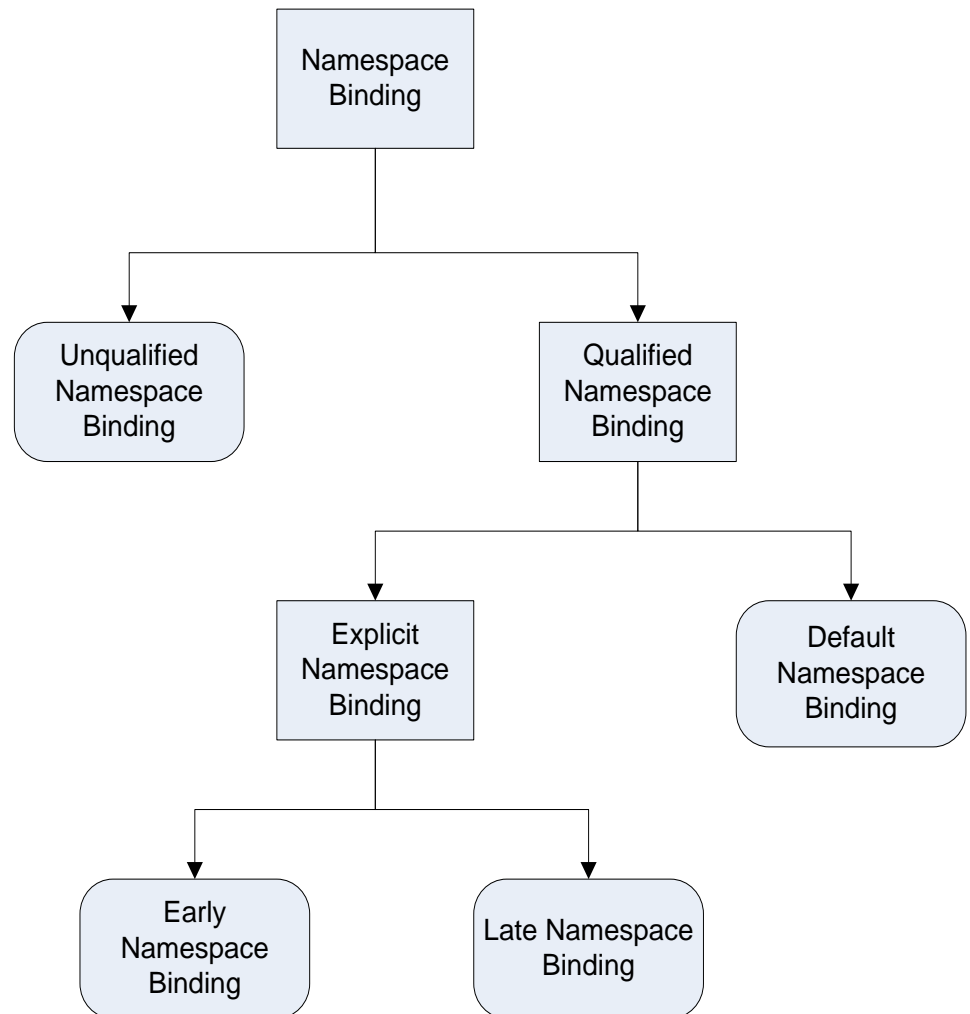 Namespace
Binding
Unqualified
Namespace
Binding
Qualified
Namespace
Binding
Explicit
Namespace
Binding
Default
Namespace
Binding
Early
Namespace
Binding
Late Namespace
Binding